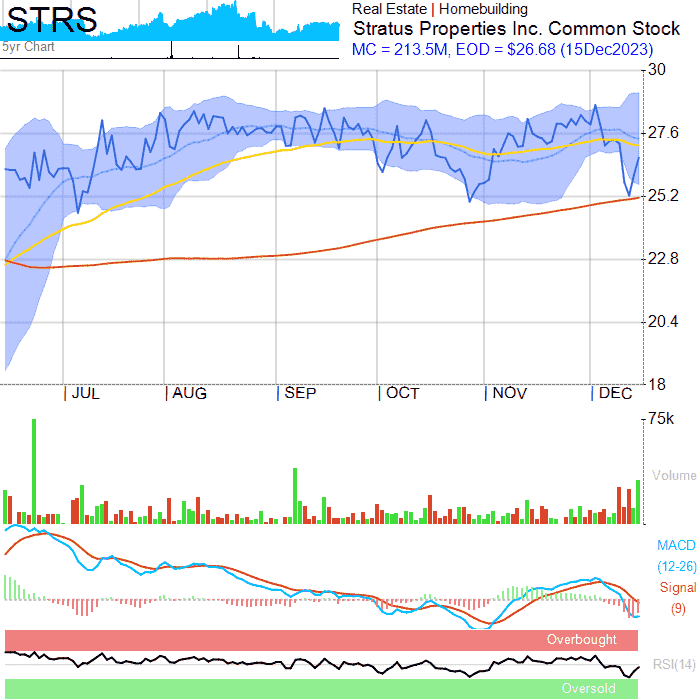 STRS
5yr Chart
Real Estate | Homebuilding
Stratus Properties Inc. Common Stock
MC = 213.5M, EOD = $26.68 (15Dec2023)
30
27.6
25.2
22.8
20.4
18
JUL AUG SEP OCT NOV DEC
75k
Volume
MACD
(12-26)
Signal
(9)
Overbought
RSI(14)
Oversold